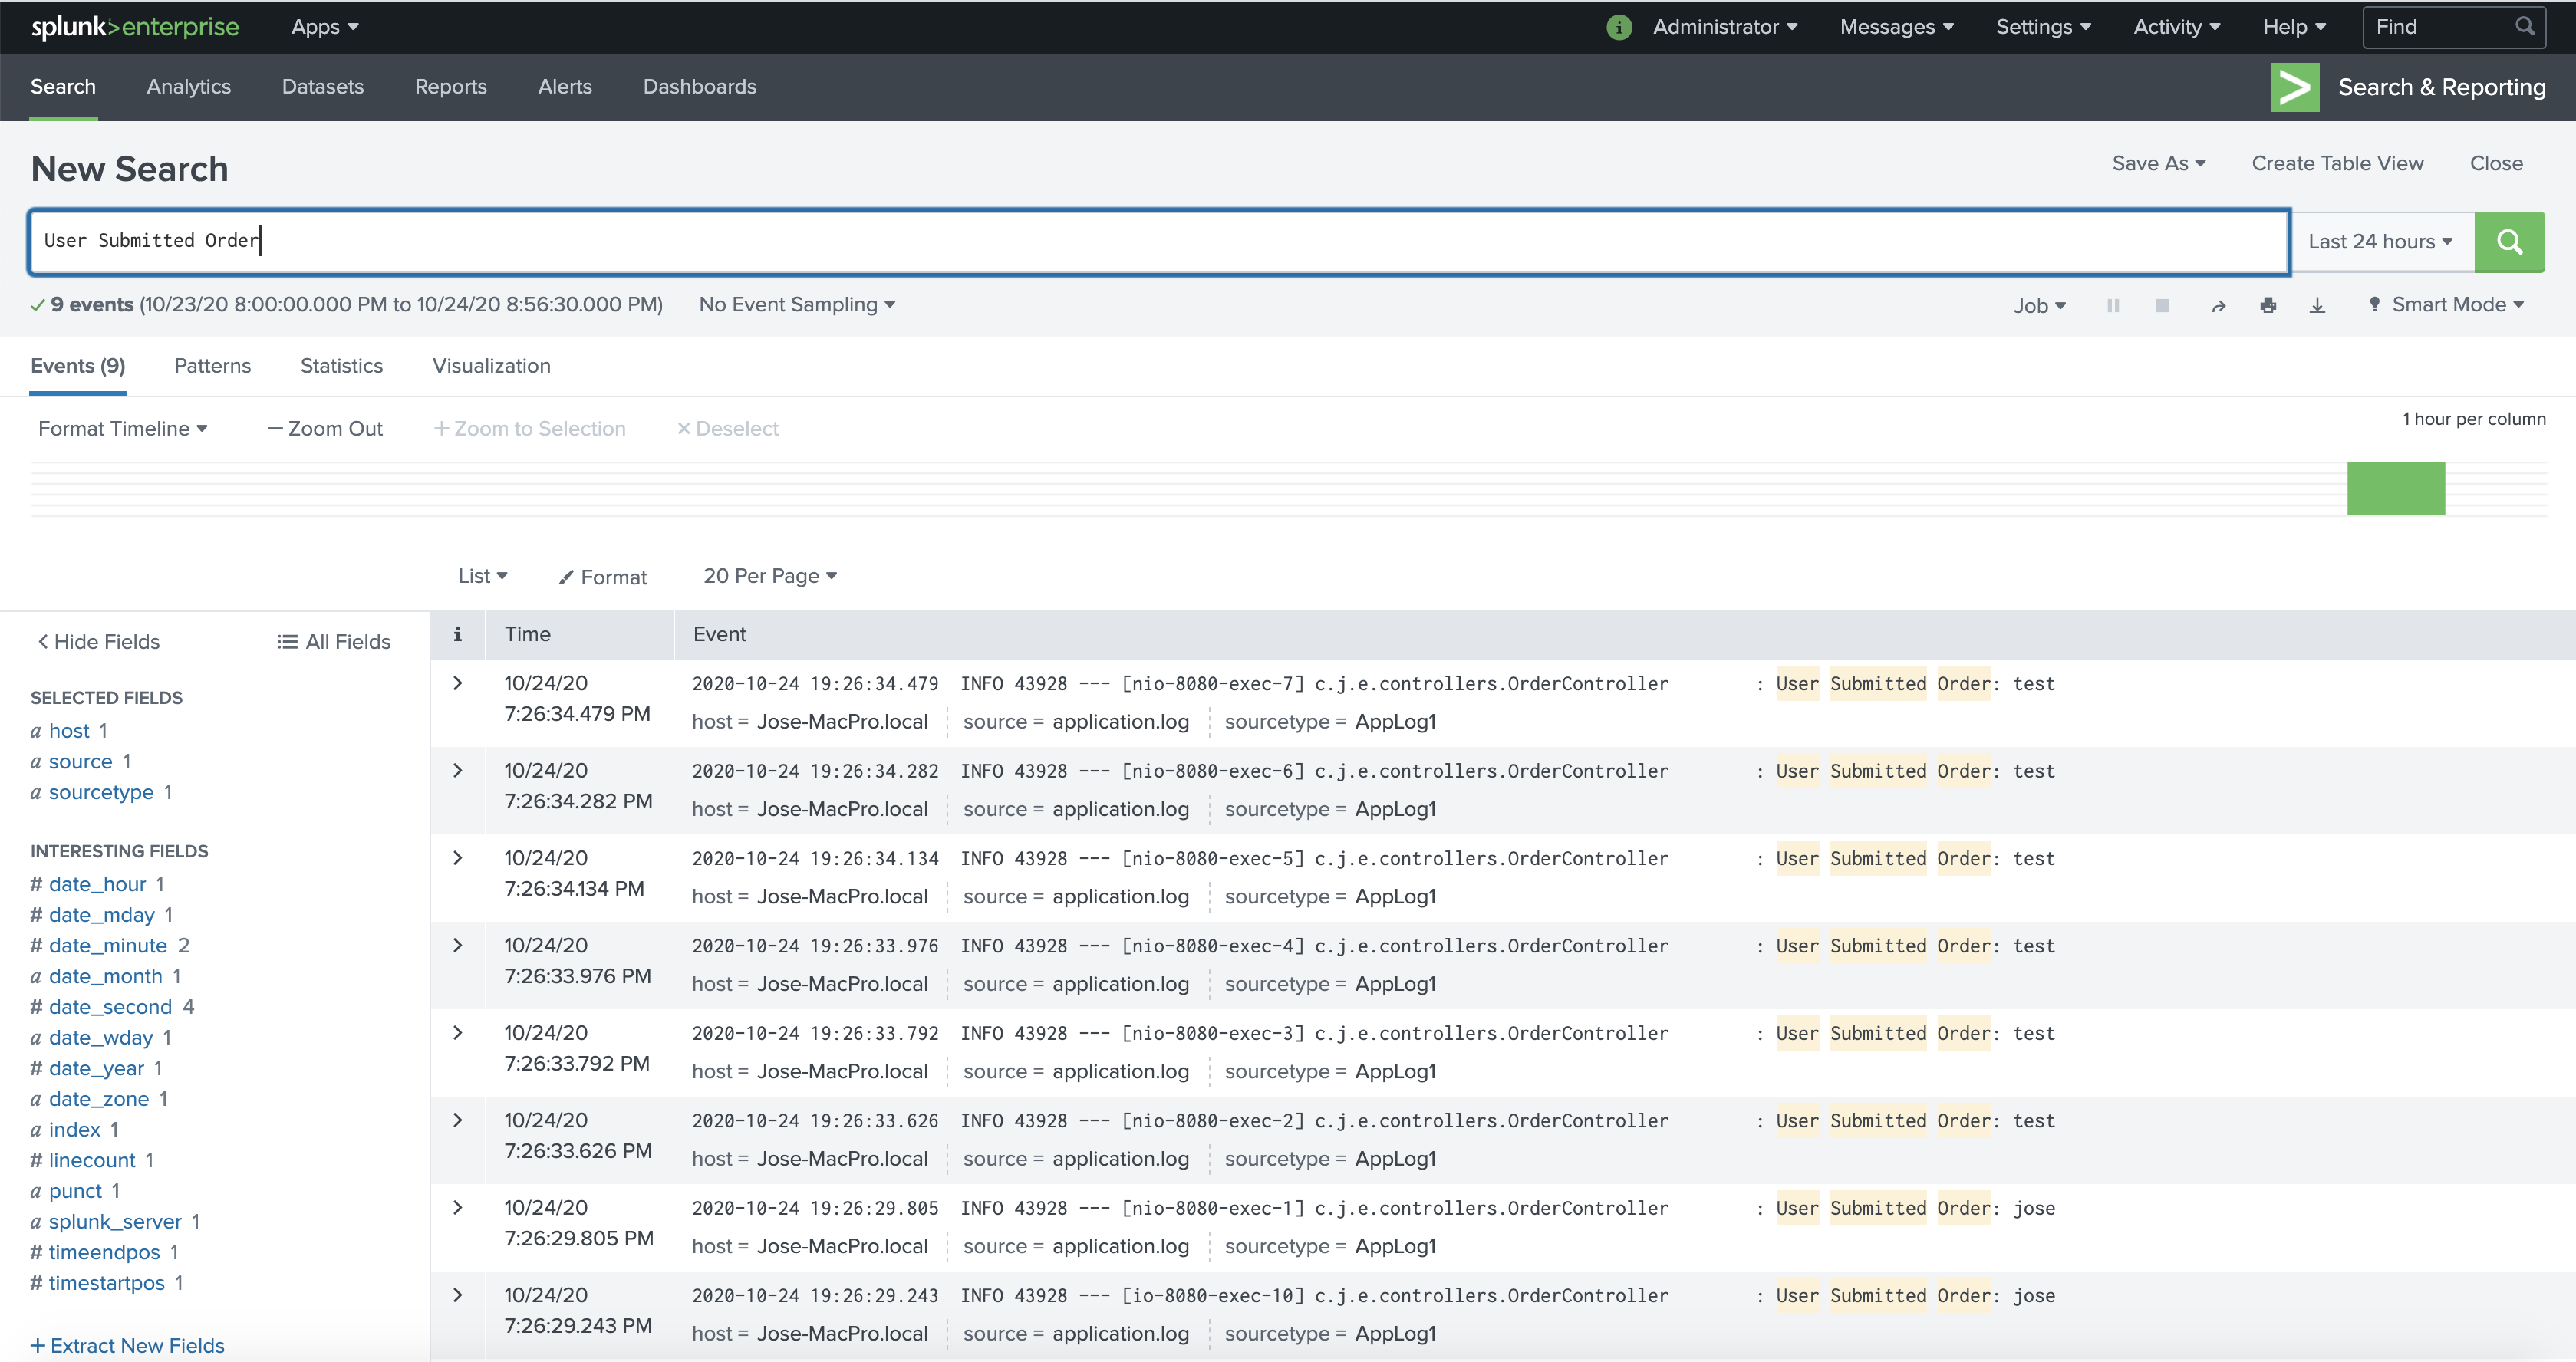 splunk>enterprise Apps Administrator Messages Settings Activity Help Find
Search Analytics Datasets Reports Alerts Dashboards Search & Reporting
New Search Save As Create Table View Close
User Submitted Order Last 24 hours
9 events (10/23/20 8:00:00.000 PM to 10/24/20 8:56:30.000 PM) No Event Sampling Job Smart Mode
Events (9) Patterns Statistics Visualization
Format Timeline — Zoom Out + Zoom to Selection × Deselect 1 hour per column
List Format 20 Per Page
< Hide Fields All Fields
SELECTED FIELDS
a host 1
a source 1
a sourcetype 1
INTERESTING FIELDS
# date_hour 1
# date_mday 1
# date_minute 2
a date_month 1
# date_second 4
a date_wday 1
# date_year 1
a date_zone 1
a index 1
# linecount 1
a punct 1
a splunk_server 1
# timeendpos 1
# timestartpos 1
+ Extract New Fields
i Time Event
> 10/24/20 2020-10-24 19:26:34.479 INFO 43928 --- [nio-8080-exec-7] c.j.e.controllers.OrderController : User Submitted Order: test
7:26:34.479 PM host = Jose-MacPro.local source = application.log sourcetype = AppLog1
> 10/24/20 2020-10-24 19:26:34.282 INFO 43928 --- [nio-8080-exec-6] c.j.e.controllers.OrderController : User Submitted Order: test
7:26:34.282 PM host = Jose-MacPro.local source = application.log sourcetype = AppLog1
> 10/24/20 2020-10-24 19:26:34.134 INFO 43928 --- [nio-8080-exec-5] c.j.e.controllers.OrderController : User Submitted Order: test
7:26:34.134 PM host = Jose-MacPro.local source = application.log sourcetype = AppLog1
> 10/24/20 2020-10-24 19:26:33.976 INFO 43928 --- [nio-8080-exec-4] c.j.e.controllers.OrderController : User Submitted Order: test
7:26:33.976 PM host = Jose-MacPro.local source = application.log sourcetype = AppLog1
> 10/24/20 2020-10-24 19:26:33.792 INFO 43928 --- [nio-8080-exec-3] c.j.e.controllers.OrderController : User Submitted Order: test
7:26:33.792 PM host = Jose-MacPro.local source = application.log sourcetype = AppLog1
> 10/24/20 2020-10-24 19:26:33.626 INFO 43928 --- [nio-8080-exec-2] c.j.e.controllers.OrderController : User Submitted Order: test
7:26:33.626 PM host = Jose-MacPro.local source = application.log sourcetype = AppLog1
> 10/24/20 2020-10-24 19:26:29.805 INFO 43928 --- [nio-8080-exec-1] c.j.e.controllers.OrderController : User Submitted Order: jose
7:26:29.805 PM host = Jose-MacPro.local source = application.log sourcetype = AppLog1
> 10/24/20 2020-10-24 19:26:29.243 INFO 43928 --- [io-8080-exec-10] c.j.e.controllers.OrderController : User Submitted Order: jose
7:26:29.243 PM host = Jose-MacPro.local source = application.log sourcetype = AppLog1